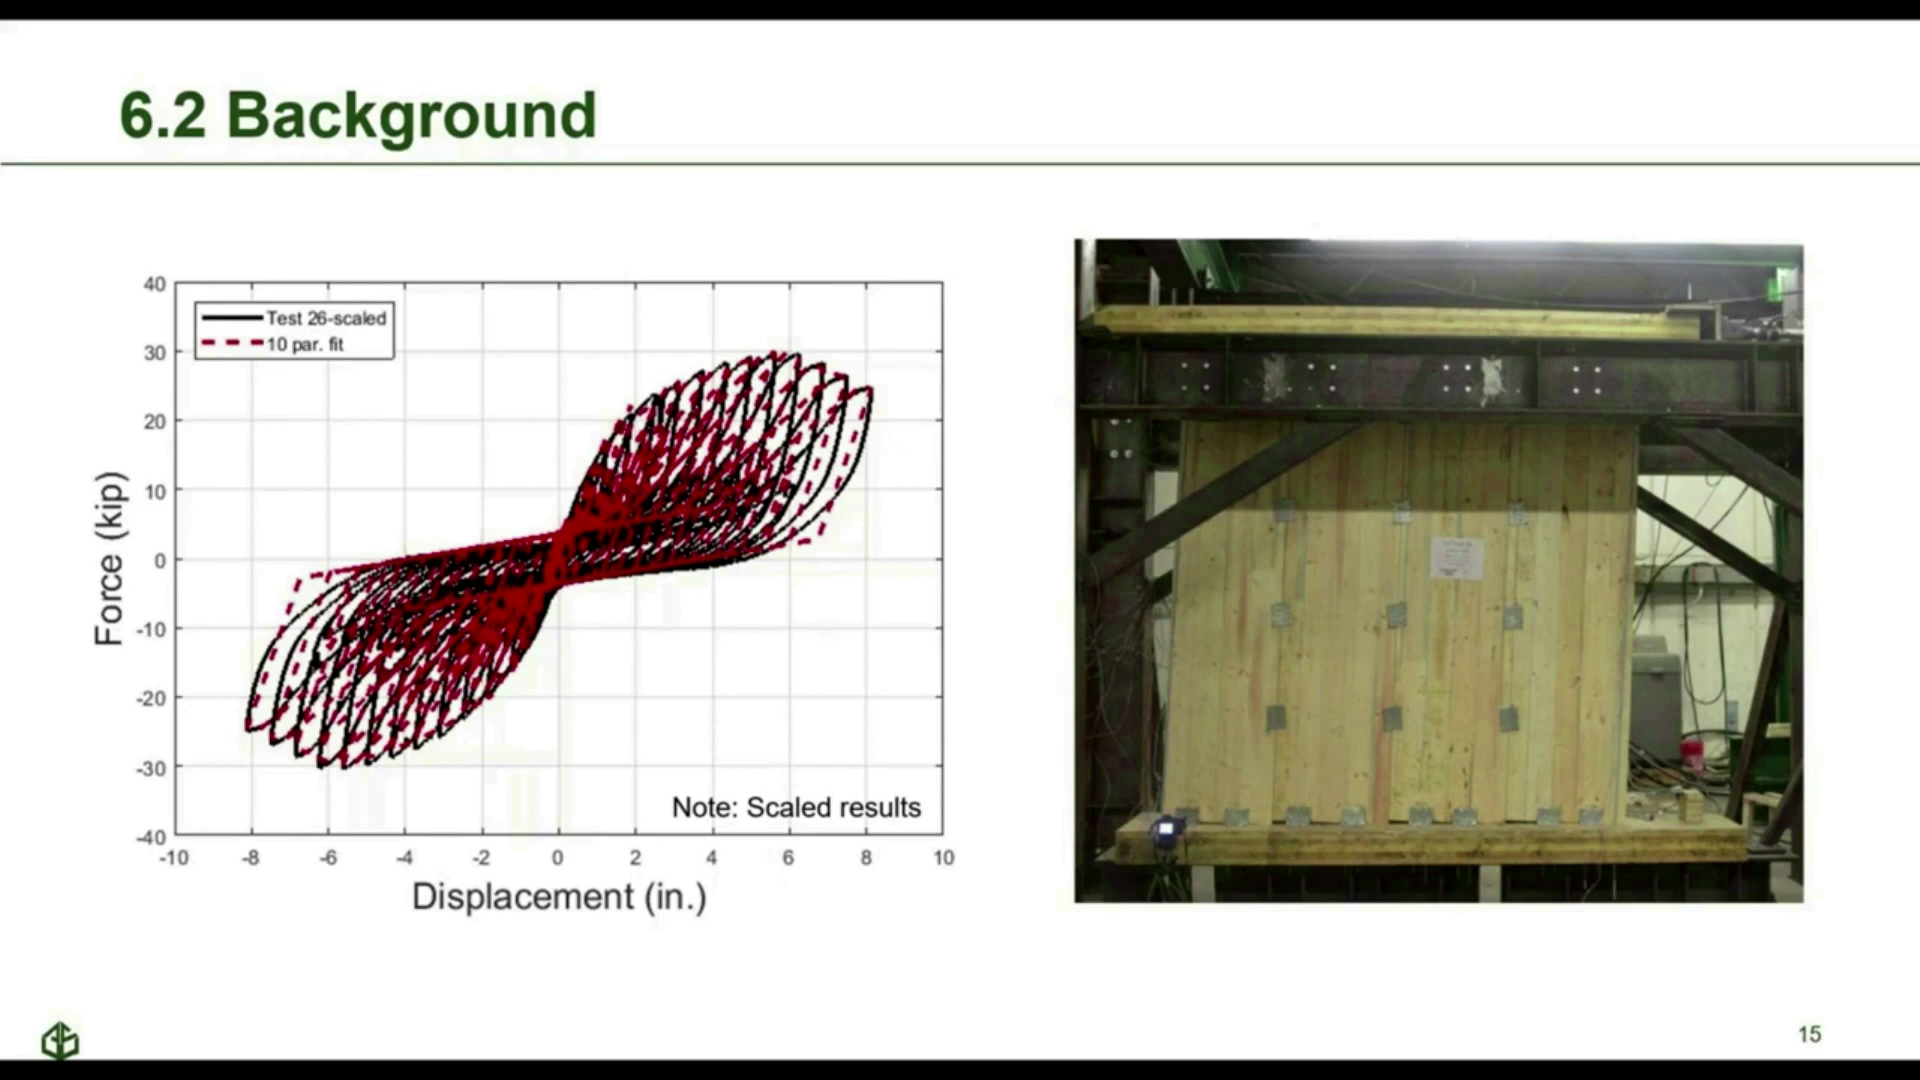 6.2 Background
40
30
20
10
0
-10
-20
-30
-40
-10 -8 -6 -4 -2 0 2 4 6 8 10
Test 26-scaled
10 par. fit
Note: Scaled results
Force (kip)
Displacement (in.)
15